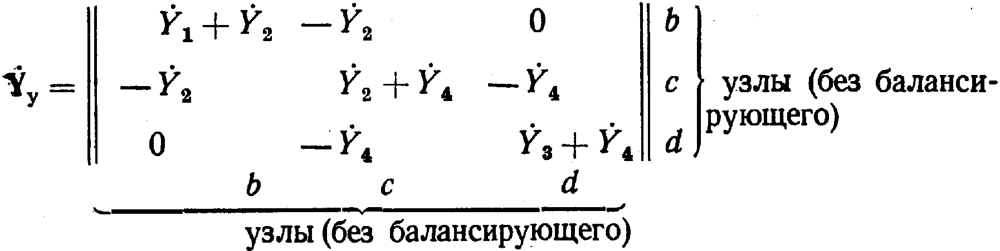 Ẏ₁ + Ẏ₂ −Ẏ₂ 0 b
Ẏу = −Ẏ₂ Ẏ₂ + Ẏ₄ −Ẏ₄ c узлы (без баланси-
рующего)
0 −Ẏ₄ Ẏ₃ + Ẏ₄ d
b c d
узлы (без балансирующего)